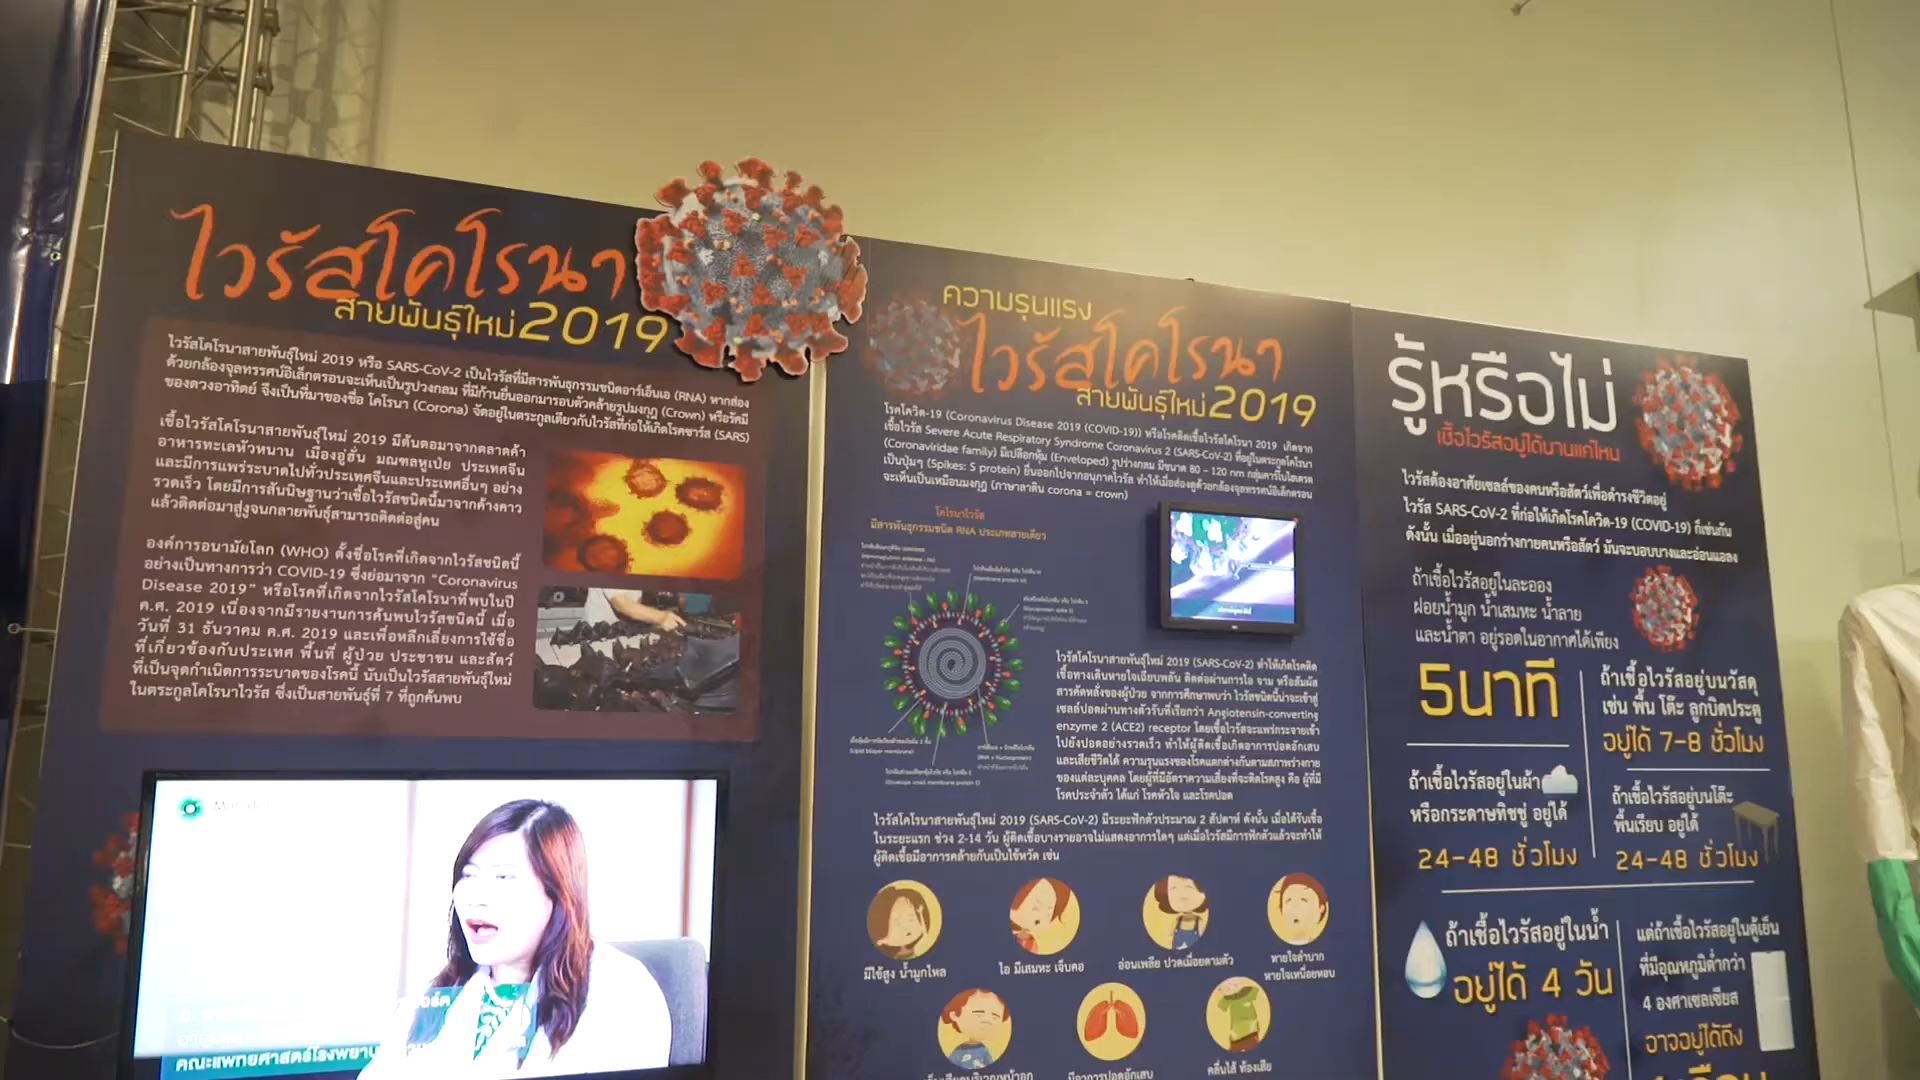 ไวรัสโคโรนา
สายพันธุ์ใหม่ 2019
ไวรัสโคโรนาสายพันธุ์ใหม่ 2019 หรือ SARS-CoV-2 เป็นไวรัสที่มีสารพันธุกรรมชนิดอาร์เอ็นเอ (RNA) หากส่อง
ด้วยกล้องจุลทรรศน์อิเล็กตรอนจะเห็นเป็นรูปวงกลม ที่มีก้านยื่นออกมารอบตัวคล้ายรูปมงกุฎ (Crown) หรือรัศมี
ของดวงอาทิตย์ จึงเป็นที่มาของชื่อ โคโรนา (Corona) จัดอยู่ในตระกูลเดียวกับไวรัสที่ก่อให้เกิดโรคซาร์ส (SARS)
เชื้อไวรัสโคโรนาสายพันธุ์ใหม่ 2019 มีต้นตอมาจากตลาดค้า
อาหารทะเลหัวหนาน เมืองอู่ฮั่น มณฑลหูเป่ย ประเทศจีน
และมีการแพร่ระบาดไปทั่วประเทศจีนและประเทศอื่นๆ อย่าง
รวดเร็ว โดยมีการสันนิษฐานว่าเชื้อไวรัสชนิดนี้มาจากค้างคาว
แล้วติดต่อมาสู่งูจนกลายพันธุ์สามารถติดต่อสู่คน
องค์การอนามัยโลก (WHO) ตั้งชื่อโรคที่เกิดจากไวรัสชนิดนี้
อย่างเป็นทางการว่า COVID-19 ซึ่งย่อมาจาก “Coronavirus
Disease 2019” หรือโรคที่เกิดจากไวรัสโคโรนาที่พบในปี
ค.ศ. 2019 เนื่องจากมีรายงานการค้นพบไวรัสชนิดนี้ เมื่อ
วันที่ 31 ธันวาคม ค.ศ. 2019 และเพื่อหลีกเลี่ยงการใช้ชื่อ
ที่เกี่ยวข้องกับประเทศ พื้นที่ ผู้ป่วย ประชาชน และสัตว์
ที่เป็นจุดกำเนิดการระบาดของโรคนี้ นับเป็นไวรัสสายพันธุ์ใหม่
ในตระกูลโคโรนาไวรัส ซึ่งเป็นสายพันธุ์ที่ 7 ที่ถูกค้นพบ
คณะแพทยศาสตร์โรงพยาบา
ความรุนแรง
ไวรัสโคโรนา
สายพันธุ์ใหม่ 2019
โรคโควิด-19 (Coronavirus Disease 2019 (COVID-19)) หรือโรคติดเชื้อไวรัสโคโรนา 2019 เกิดจาก
เชื้อไวรัส Severe Acute Respiratory Syndrome Coronavirus 2 (SARS-CoV-2) ที่อยู่ในตระกูลโคโรนา
(Coronaviridae family) มีเปลือกหุ้ม (Enveloped) รูปร่างกลม มีขนาด 80 - 120 nm กลุ่มคาร์โบไฮเดรต
เป็นปุ่มๆ (Spikes: S protein) ยื่นออกไปจากอนุภาคไวรัส ทำให้เมื่อส่องดูด้วยกล้องจุลทรรศน์อิเล็กตรอน
จะเห็นเป็นเหมือนมงกุฎ (ภาษาลาติน corona = crown)
โคโรนาไวรัส
มีสารพันธุกรรมชนิด RNA ประเภทสายเดี่ยว
ไวรัสโคโรนาสายพันธุ์ใหม่ 2019 (SARS-CoV-2) ทำให้เกิดโรคติด
เชื้อทางเดินหายใจเฉียบพลัน ติดต่อผ่านการไอ จาม หรือสัมผัส
สารคัดหลั่งของผู้ป่วย จากการศึกษาพบว่า ไวรัสชนิดนี้น่าจะเข้าสู่
เซลล์ปอดผ่านทางตัวรับที่เรียกว่า Angiotensin-converting
enzyme 2 (ACE2) receptor โดยเชื้อไวรัสจะแพร่กระจายเข้า
ไปยังปอดอย่างรวดเร็ว ทำให้ผู้ติดเชื้อเกิดอาการปอดอักเสบ
และเสียชีวิตได้ ความรุนแรงของโรคแตกต่างกันตามสภาพร่างกาย
ของแต่ละบุคคล โดยผู้ที่มีอัตราความเสี่ยงที่จะติดโรคสูง คือ ผู้ที่มี
โรคประจำตัว ได้แก่ โรคหัวใจ และโรคปอด
ไวรัสโคโรนาสายพันธุ์ใหม่ 2019 (SARS-CoV-2) มีระยะฟักตัวประมาณ 2 สัปดาห์ ดังนั้น เมื่อได้รับเชื้อ
ในระยะแรก ช่วง 2-14 วัน ผู้ติดเชื้อบางรายอาจไม่แสดงอาการใดๆ แต่เมื่อไวรัสมีการฟักตัวแล้วจะทำให้
ผู้ติดเชื้อมีอาการคล้ายกับเป็นไข้หวัด เช่น
มีไข้สูง น้ำมูกไหล
ไอ มีเสมหะ เจ็บคอ
อ่อนเพลีย ปวดเมื่อยตามตัว
หายใจลำบาก
หายใจเหนื่อยหอบ
มีอาการปอดอักเสบ
คลื่นไส้ ท้องเสีย
รู้หรือไม่
เชื้อไวรัสอยู่ได้นานแค่ไหน
ไวรัสต้องอาศัยเซลล์ของคนหรือสัตว์เพื่อดำรงชีวิตอยู่
ไวรัส SARS-CoV-2 ที่ก่อให้เกิดโรคโควิด-19 (COVID-19) ก็เช่นกัน
ดังนั้น เมื่ออยู่นอกร่างกายคนหรือสัตว์ มันจะบอบบางและอ่อนแอลง
ถ้าเชื้อไวรัสอยู่ในละออง
ฝอยน้ำมูก น้ำเสมหะ น้ำลาย
และน้ำตา อยู่รอดในอากาศได้เพียง
5 นาที
ถ้าเชื้อไวรัสอยู่บนวัสดุ
เช่น พื้น โต๊ะ ลูกบิดประตู
อยู่ได้ 7-8 ชั่วโมง
ถ้าเชื้อไวรัสอยู่ในผ้า
หรือกระดาษทิชชู่ อยู่ได้
24-48 ชั่วโมง
ถ้าเชื้อไวรัสอยู่บนโต๊ะ
พื้นเรียบ อยู่ได้
24-48 ชั่วโมง
ถ้าเชื้อไวรัสอยู่ในน้ำ
อยู่ได้ 4 วัน
แต่ถ้าเชื้อไวรัสอยู่ในตู้เย็น
ที่มีอุณหภูมิต่ำกว่า
4 องศาเซลเซียส
อาจอยู่ได้ถึง